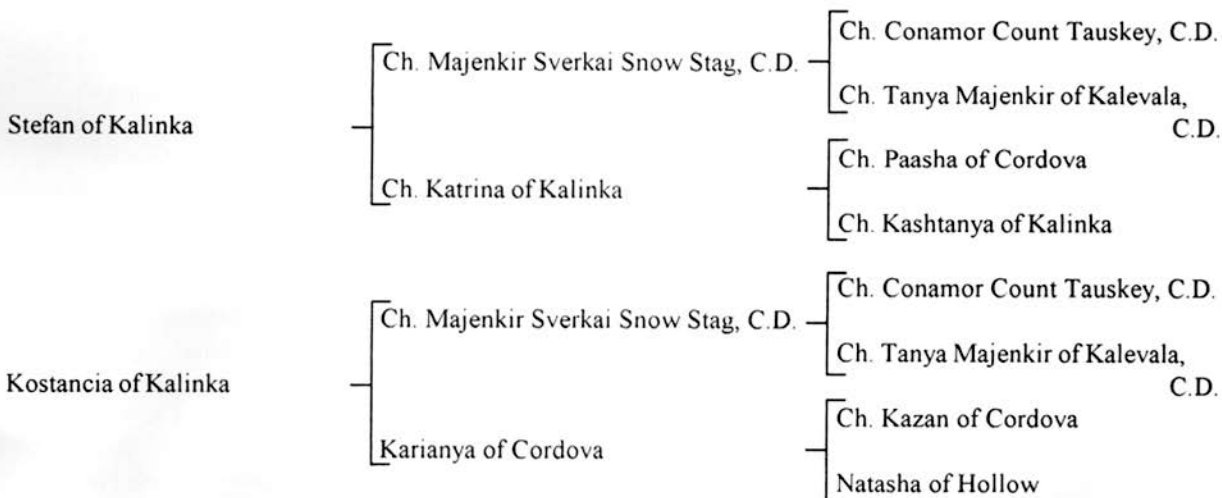 Ch. Conamor Count Tauskey, C.D.
Ch. Majenkir Sverkai Snow Stag, C.D.
Ch. Tanya Majenkir of Kalevala,
C.D.
Stefan of Kalinka
Ch. Paasha of Cordova
Ch. Katrina of Kalinka
Ch. Kashtanya of Kalinka
Ch. Conamor Count Tauskey, C.D.
Ch. Majenkir Sverkai Snow Stag, C.D.
Ch. Tanya Majenkir of Kalevala,
C.D.
Kostancia of Kalinka
Ch. Kazan of Cordova
Karianya of Cordova
Natasha of Hollow